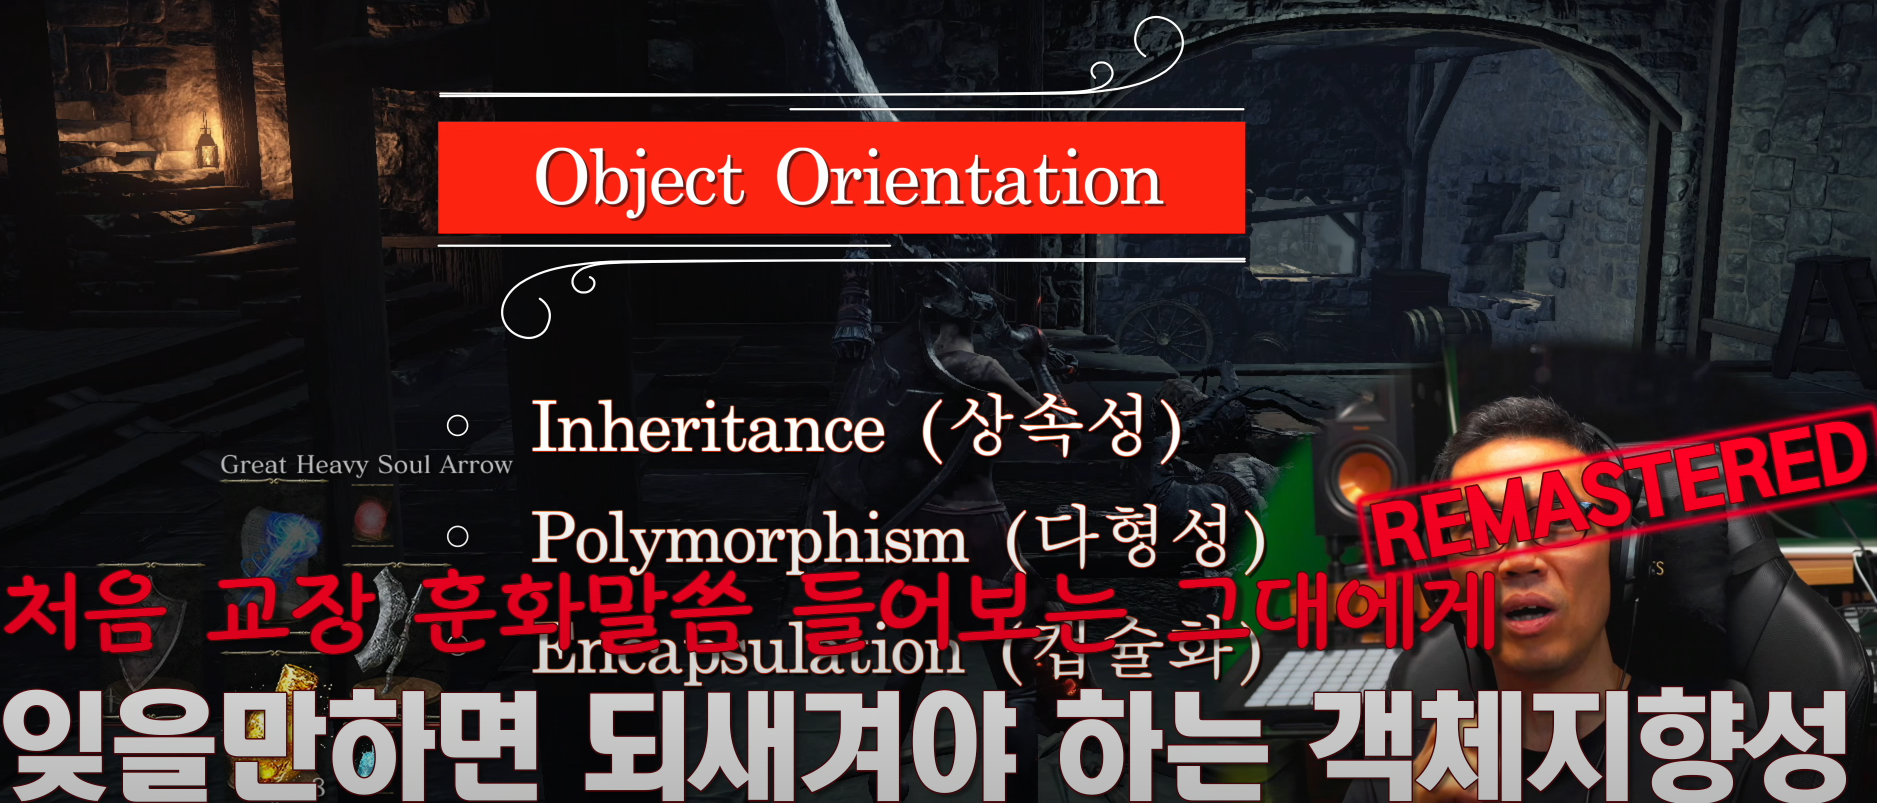 Object Orientation
Inheritance (상속성)
Great Heavy Soul Arrow
REMASTERED
Polymorphism (다형성)
처음 교장 훈화말씀 들어보는 그대에게
Encapsulation (캡슐화)
잊을만하면 되새겨야 하는 객체지향성